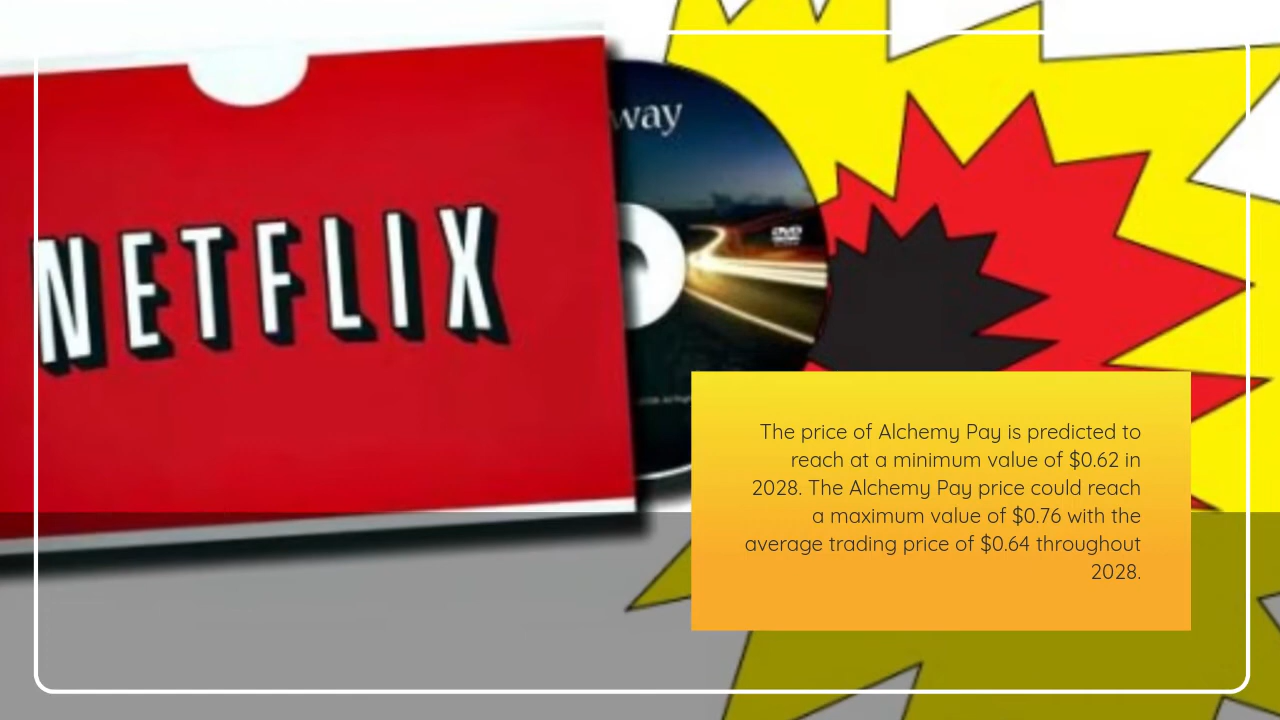 NETFLIX
way
DVD
The price of Alchemy Pay is predicted to
reach at a minimum value of $0.62 in
2028. The Alchemy Pay price could reach
a maximum value of $0.76 with the
average trading price of $0.64 throughout
2028.